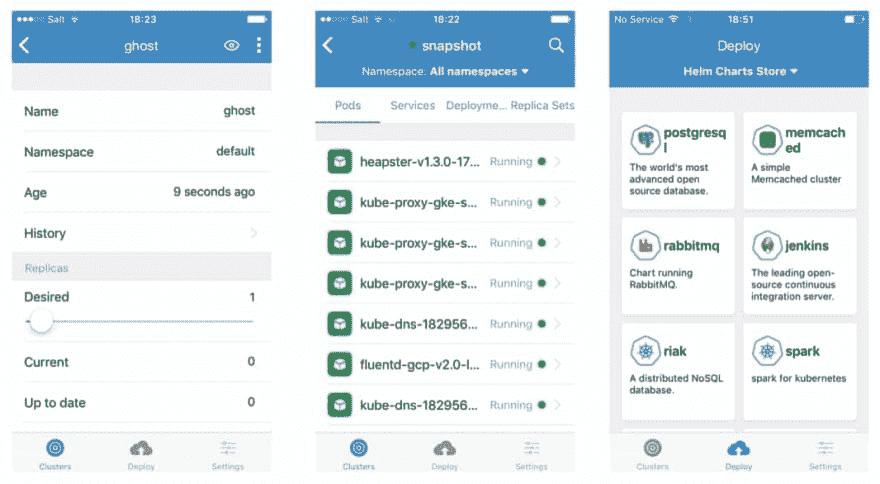 Salt
18:23
ghost
Name
ghost
Namespace
default
Age
9 seconds ago
History
Replicas
Desired
1
Current
0
Up to date
0
Clusters
Deploy
Settings
Salt
18:22
snapshot
Namespace: All namespaces
Pods
Services
Deployme...
Replica Sets
heapster-v1.3.0-17...
Running
kube-proxy-gke-s...
Running
kube-proxy-gke-s...
Running
kube-proxy-gke-s...
Running
kube-dns-182956...
Running
fluentd-gcp-v2.0-l...
Running
kube-dns-182956...
Running
Clusters
Deploy
Settings
No Service
18:51
Deploy
Helm Charts Store
postgresq
l
The world's most
advanced open
source database.
memcach
ed
A simple
Memcached cluster
rabbitmq
Chart running
RabbitMQ.
jenkins
The leading open-
source continuous
integration server.
riak
A distributed NoSQL
database.
spark
spark for kubernetes
Clusters
Deploy
Settings